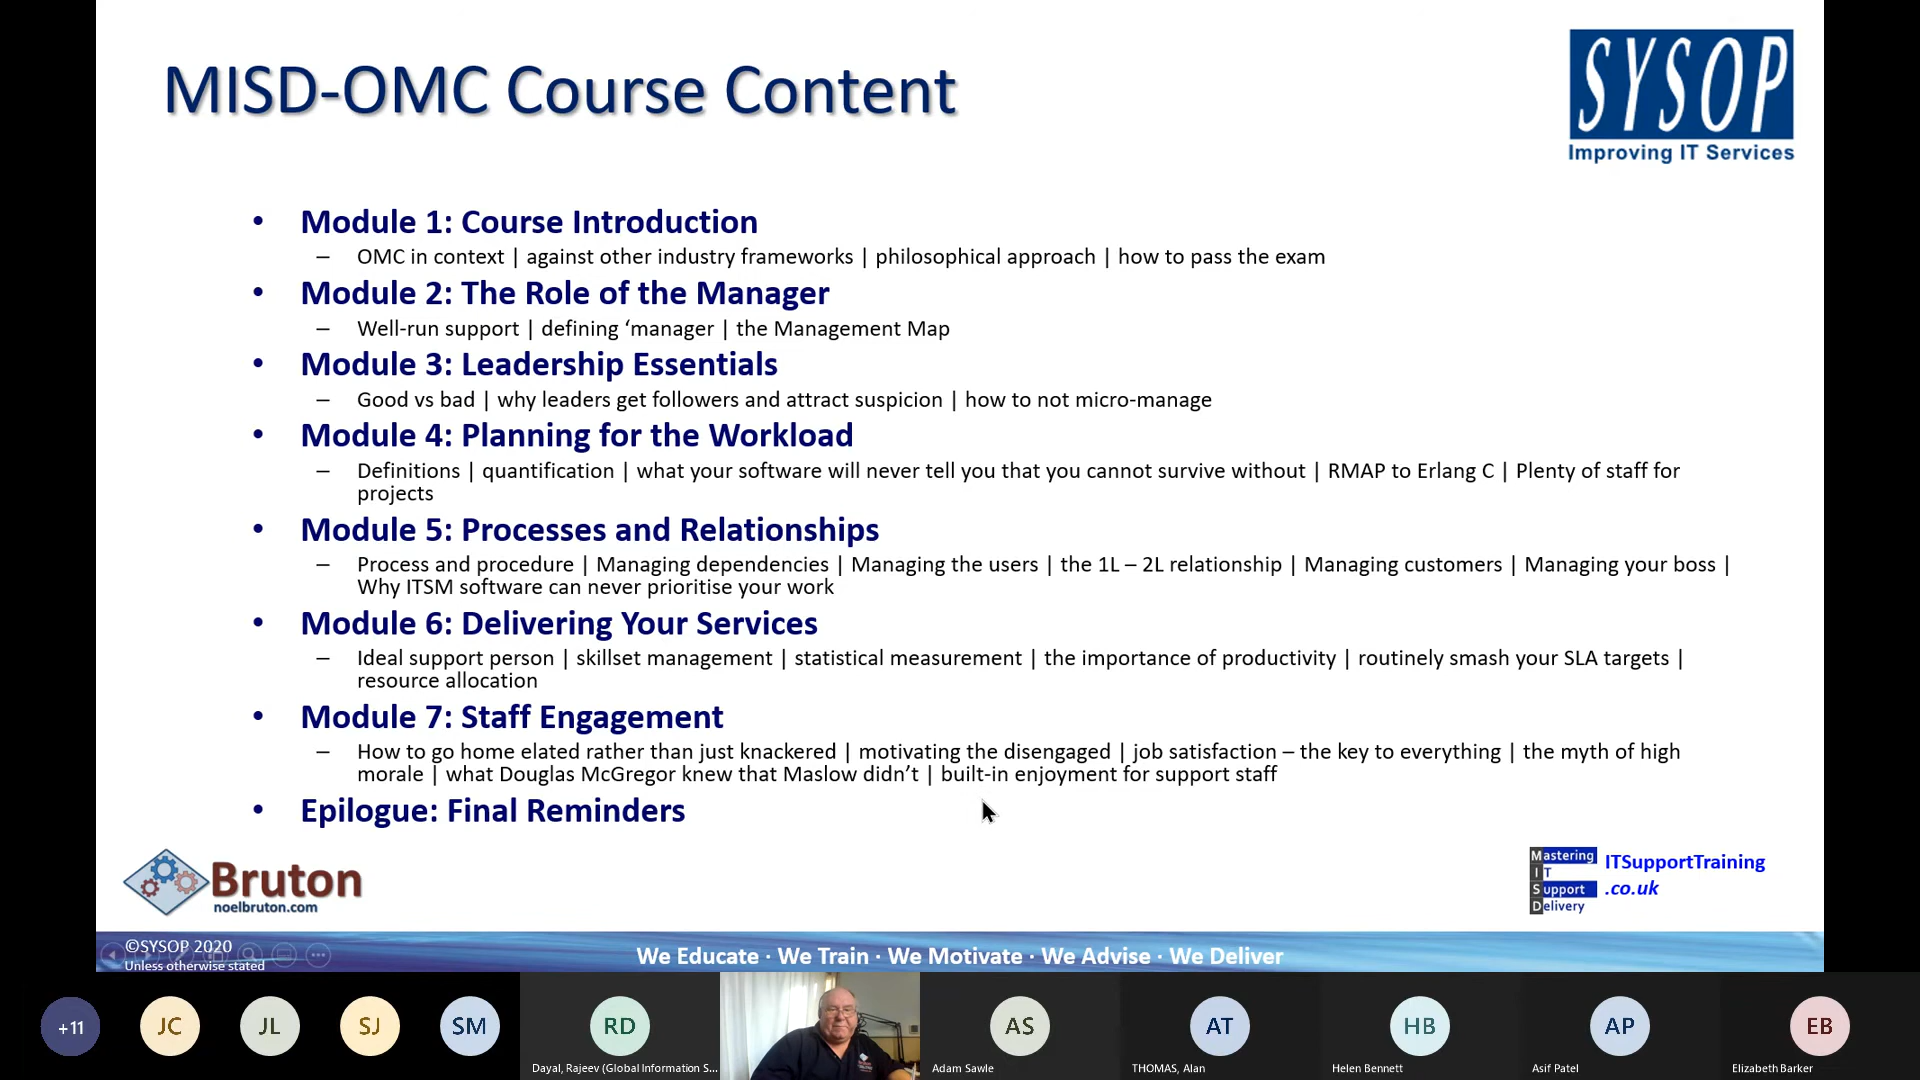 MISD-OMC Course Content
SYSOP
Improving IT Services
• Module 1: Course Introduction
– OMC in context | against other industry frameworks | philosophical approach | how to pass the exam
• Module 2: The Role of the Manager
– Well-run support | defining ‘manager | the Management Map
• Module 3: Leadership Essentials
– Good vs bad | why leaders get followers and attract suspicion | how to not micro-manage
• Module 4: Planning for the Workload
– Definitions | quantification | what your software will never tell you that you cannot survive without | RMAP to Erlang C | Plenty of staff for
projects
• Module 5: Processes and Relationships
– Process and procedure | Managing dependencies | Managing the users | the 1L – 2L relationship | Managing customers | Managing your boss |
Why ITSM software can never prioritise your work
• Module 6: Delivering Your Services
– Ideal support person | skillset management | statistical measurement | the importance of productivity | routinely smash your SLA targets |
resource allocation
• Module 7: Staff Engagement
– How to go home elated rather than just knackered | motivating the disengaged | job satisfaction – the key to everything | the myth of high
morale | what Douglas McGregor knew that Maslow didn’t | built-in enjoyment for support staff
• Epilogue: Final Reminders
Bruton
noelbruton.com
Mastering
IT
Support
Delivery
ITSupportTraining
.co.uk
©SYSOP 2020
Unless otherwise stated
We Educate · We Train · We Motivate · We Advise · We Deliver
+11
JC
JL
SJ
SM
RD
Dayal, Rajeev (Global Information S...
Bruton
AS
Adam Sawle
AT
THOMAS, Alan
HB
Helen Bennett
AP
Asif Patel
EB
Elizabeth Barker